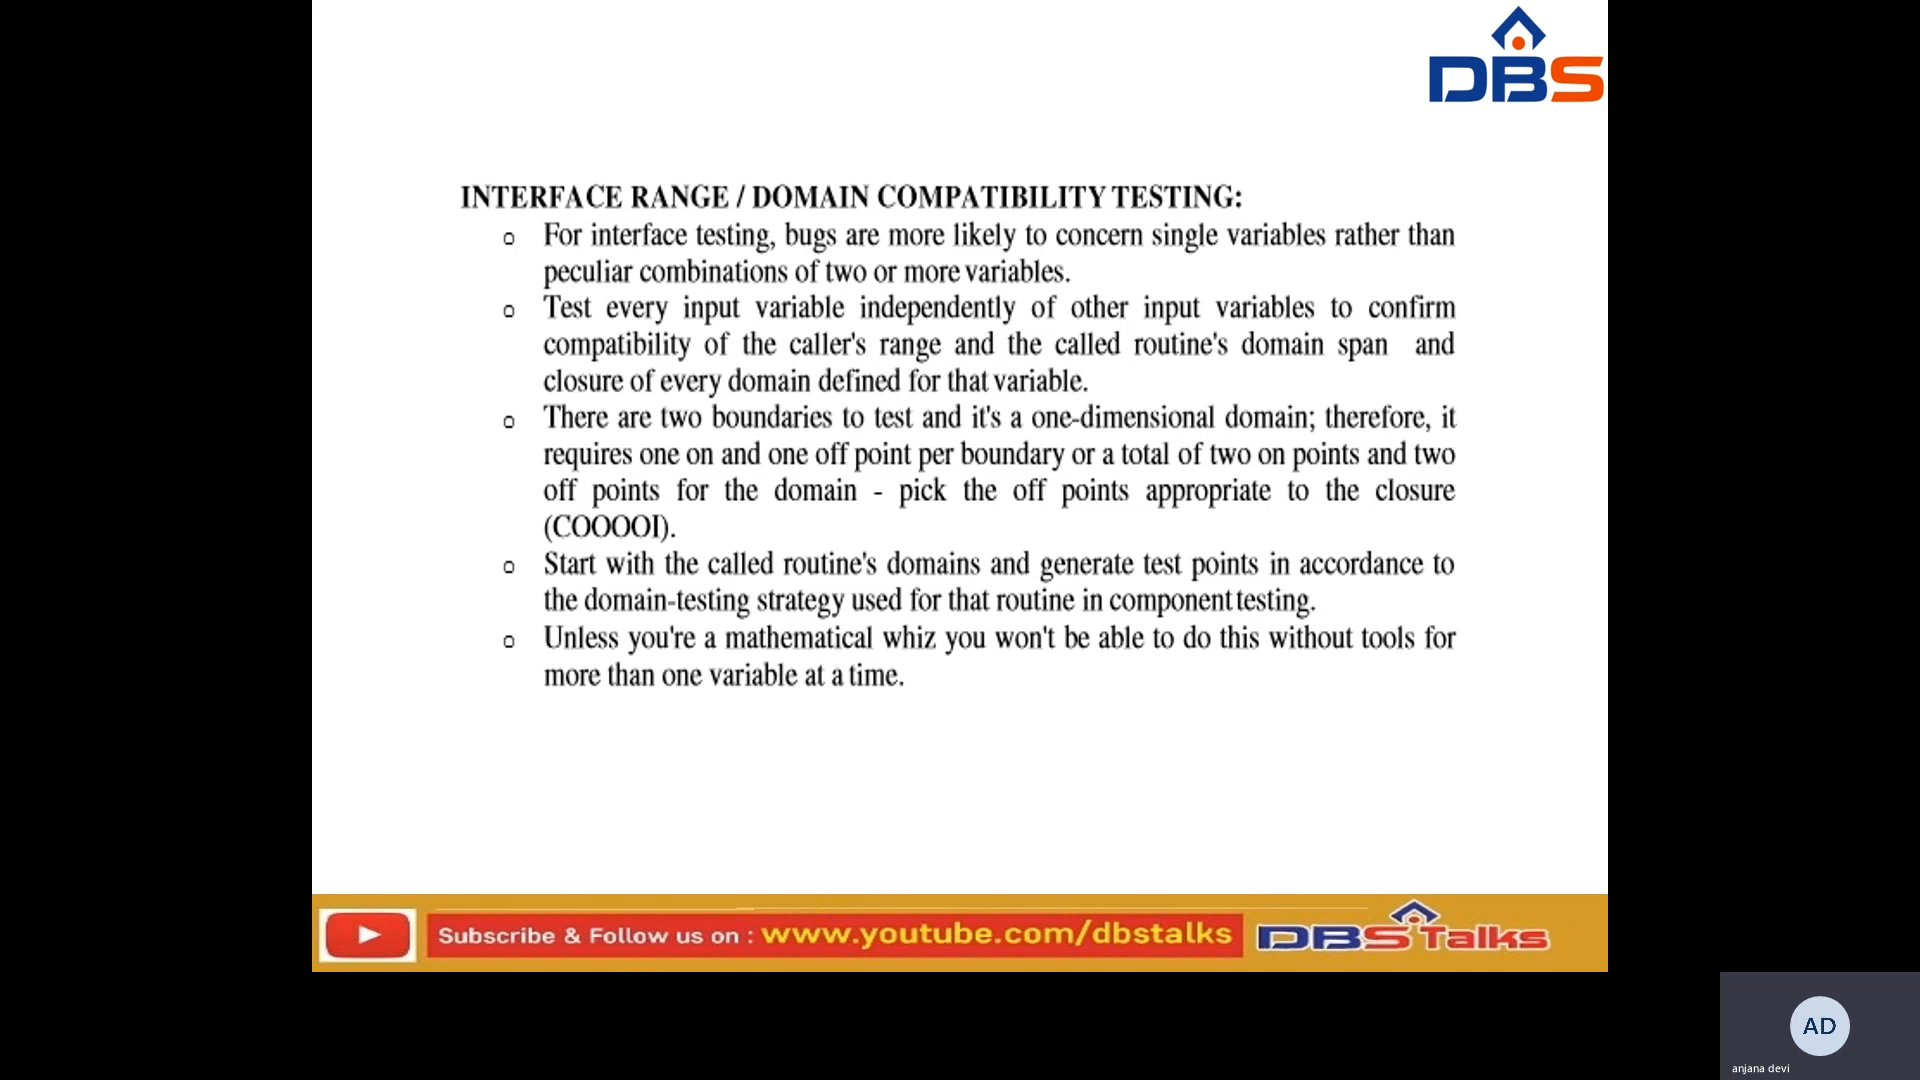 DBS
INTERFACE RANGE / DOMAIN COMPATIBILITY TESTING:
o For interface testing, bugs are more likely to concern single variables rather than
peculiar combinations of two or more variables.
o Test every input variable independently of other input variables to confirm
compatibility of the caller's range and the called routine's domain span and
closure of every domain defined for that variable.
o There are two boundaries to test and it's a one-dimensional domain; therefore, it
requires one on and one off point per boundary or a total of two on points and two
off points for the domain - pick the off points appropriate to the closure
(COOOOI).
o Start with the called routine's domains and generate test points in accordance to
the domain-testing strategy used for that routine in component testing.
o Unless you're a mathematical whiz you won't be able to do this without tools for
more than one variable at a time.
Subscribe & Follow us on : www.youtube.com/dbstalks DBS Talks
AD
anjana devi